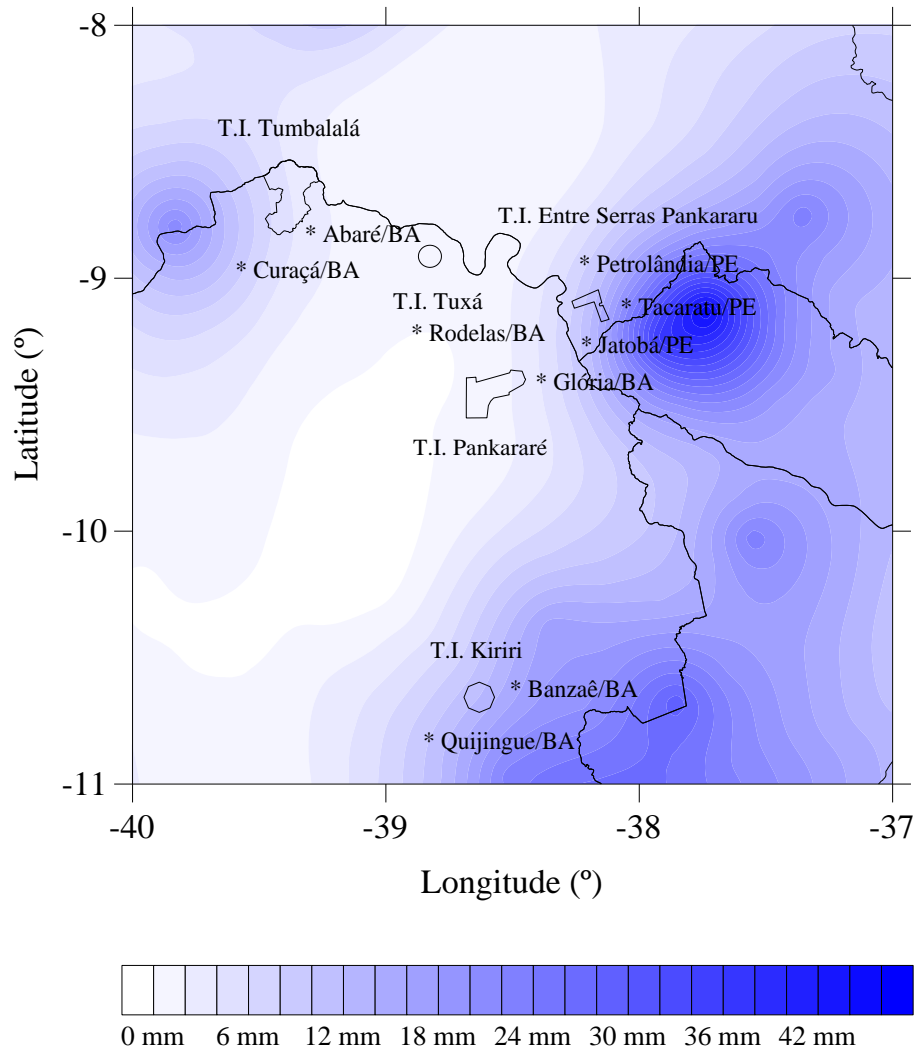 -8
T.I. Tumbalalá
T.I. Entre Serras Pankararu
* Abaré/BA
* Petrolândia/PE
* Curaçá/BA
-9
T.I. Tuxá
* Tacaratu/PE
* Rodelas/BA
* Jatobá/PE
* Glória/BA
T.I. Pankararé
-10
T.I. Kiriri
* Banzaê/BA
* Quijingue/BA
-11
Latitude (º)
-40 -39 -38 -37
Longitude (º)
0 mm 6 mm 12 mm 18 mm 24 mm 30 mm 36 mm 42 mm